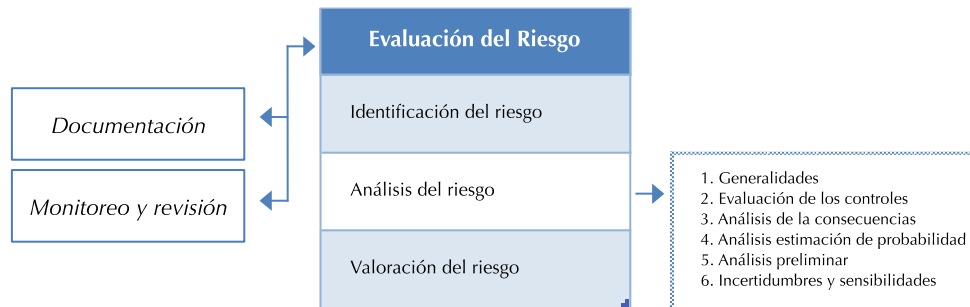 Evaluación del Riesgo
Identificación del riesgo
Análisis del riesgo
Valoración del riesgo
Documentación
Monitoreo y revisión
1. Generalidades
2. Evaluación de los controles
3. Análisis de la consecuencias
4. Análisis estimación de probabilidad
5. Análisis preliminar
6. Incertidumbres y sensibilidades